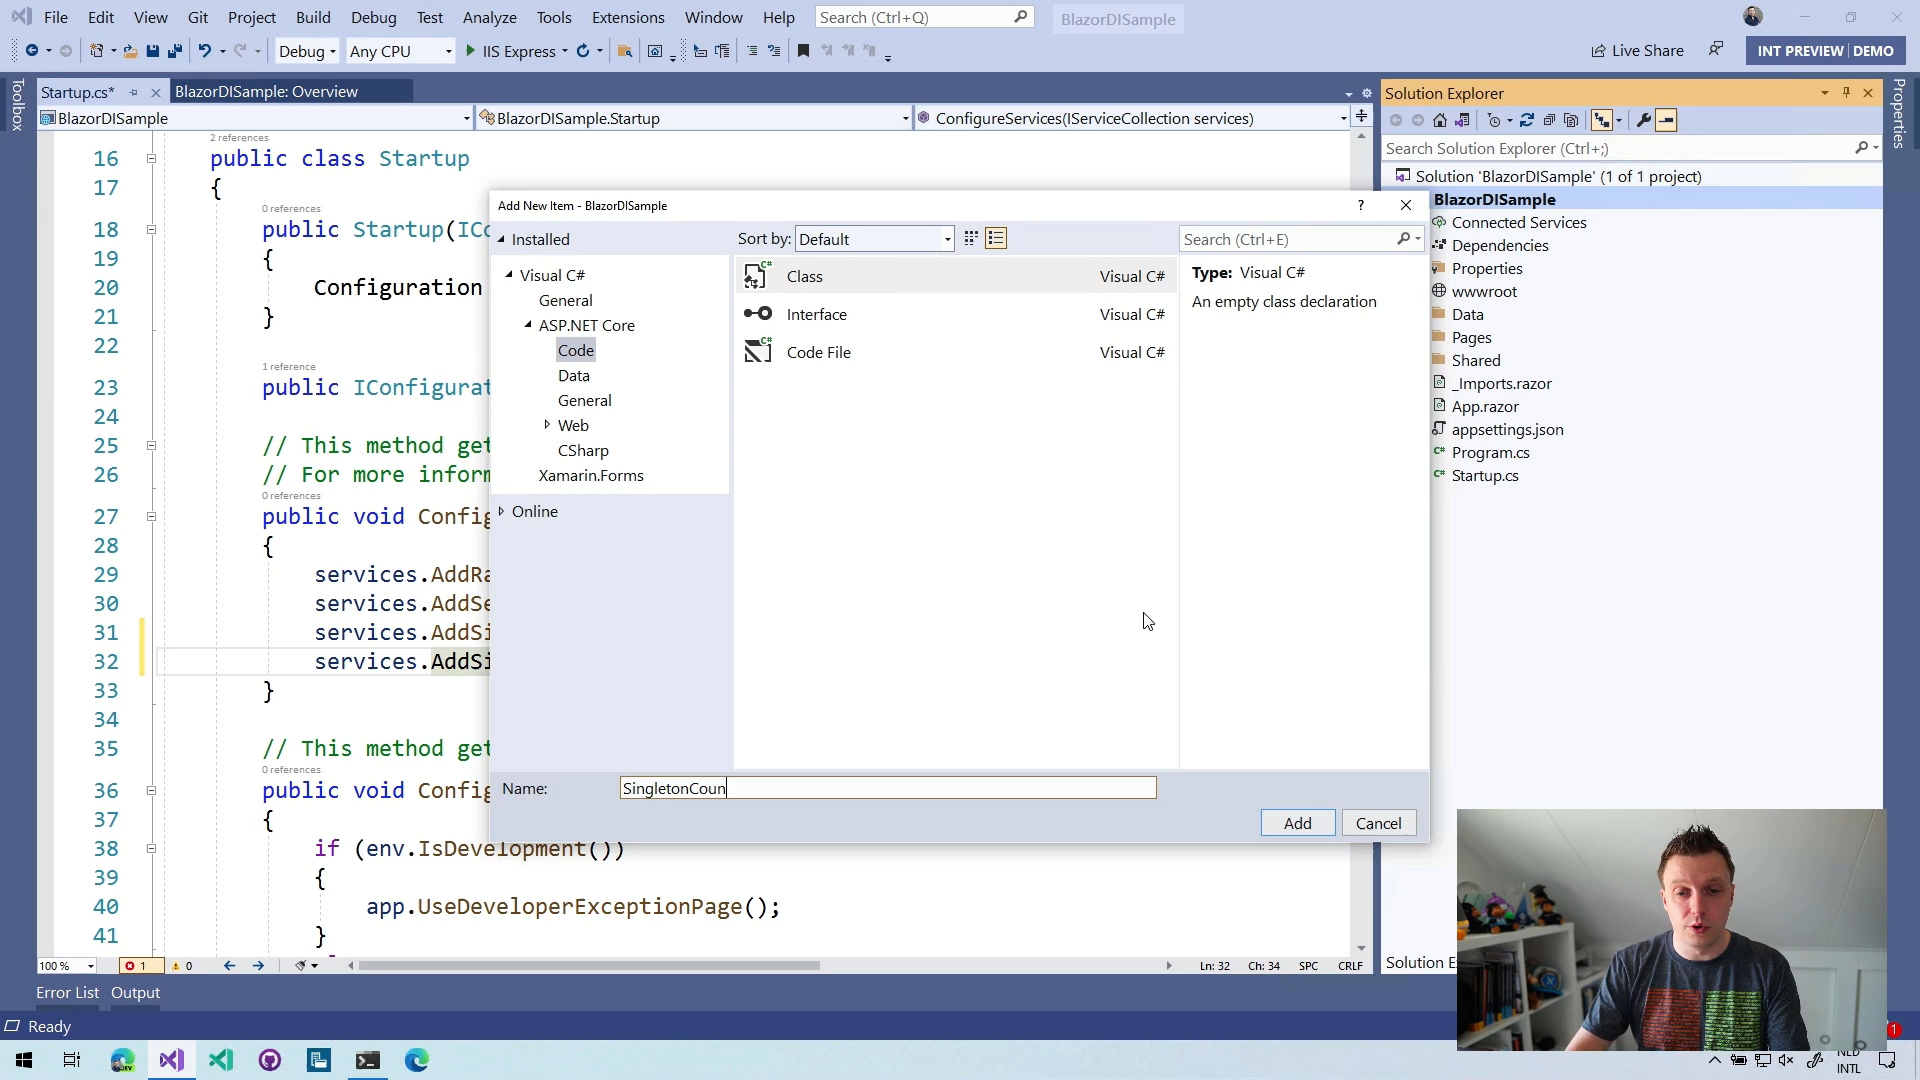 File Edit View Git Project Build Debug Test Analyze Tools Extensions Window Help Search (Ctrl+Q) BlazorDISample
Debug Any CPU IIS Express Live Share INT PREVIEW DEMO
Toolbox
Startup.cs* BlazorDISample: Overview
BlazorDISample BlazorDISample.Startup ConfigureServices(IServiceCollection services)
2 references
16 public class Startup
17 {
0 references
18 public Startup(ICo
19 {
20 Configuration
21 }
22
1 reference
23 public IConfigurat
24
25 // This method get
26 // For more inform
0 references
27 public void Config
28 {
29 services.AddRa
30 services.AddSe
31 services.AddSi
32 services.AddSi
33 }
34
35 // This method get
0 references
36 public void Config
37 {
38 if (env.IsDevelopment())
39 {
40 app.UseDeveloperExceptionPage();
41 }
100 % 1 0 Ln: 32 Ch: 34 SPC CRLF
Error List Output
Ready
Add New Item - BlazorDISample ?
Installed
Visual C#
General
ASP.NET Core
Code
Data
General
Web
CSharp
Xamarin.Forms
Online
Sort by: Default
Class Visual C#
Interface Visual C#
Code File Visual C#
Search (Ctrl+E)
Type: Visual C#
An empty class declaration
Name: SingletonCoun
Add Cancel
Solution Explorer
Search Solution Explorer (Ctrl+;)
Solution 'BlazorDISample' (1 of 1 project)
BlazorDISample
Connected Services
Dependencies
Properties
wwwroot
Data
Pages
Shared
_Imports.razor
App.razor
appsettings.json
Program.cs
Startup.cs
Solution E
Properties
1
NLD
INTL